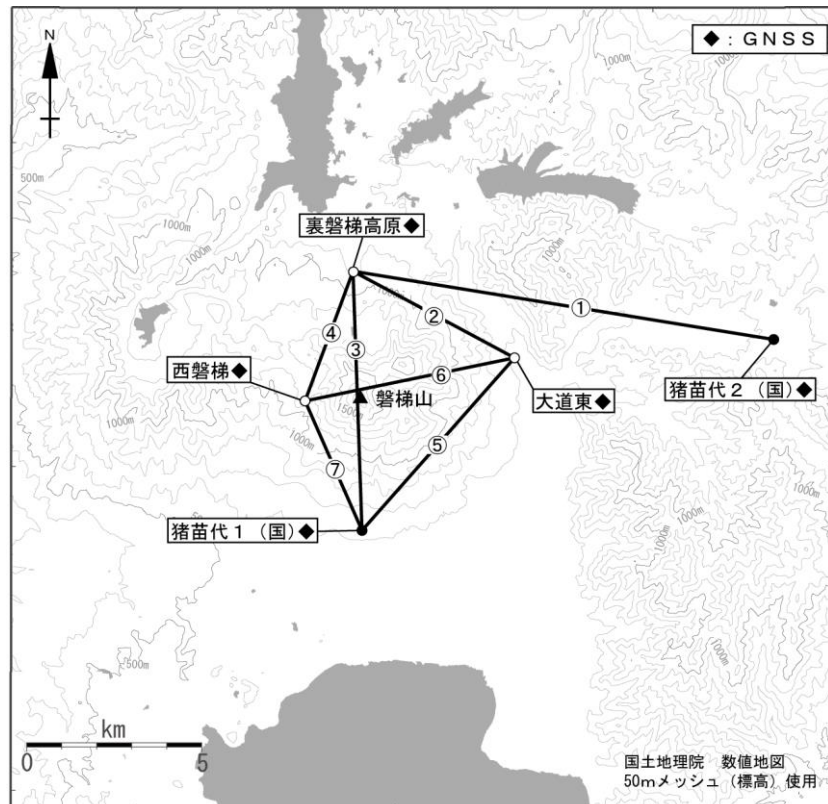 N
◆：ＧＮＳＳ
1000m
1000m
500m
1000m
裏磐梯高原◆
1000m
1000m
①
②
④
③
西磐梯◆
⑥
磐梯山
大道東◆
猪苗代２（国）◆
1500m
1000m
1000m
1000m
⑤
⑦
猪苗代１（国）◆
1000m
1000m
500m
km
0
5
国土地理院　数値地図
50mメッシュ（標高）使用